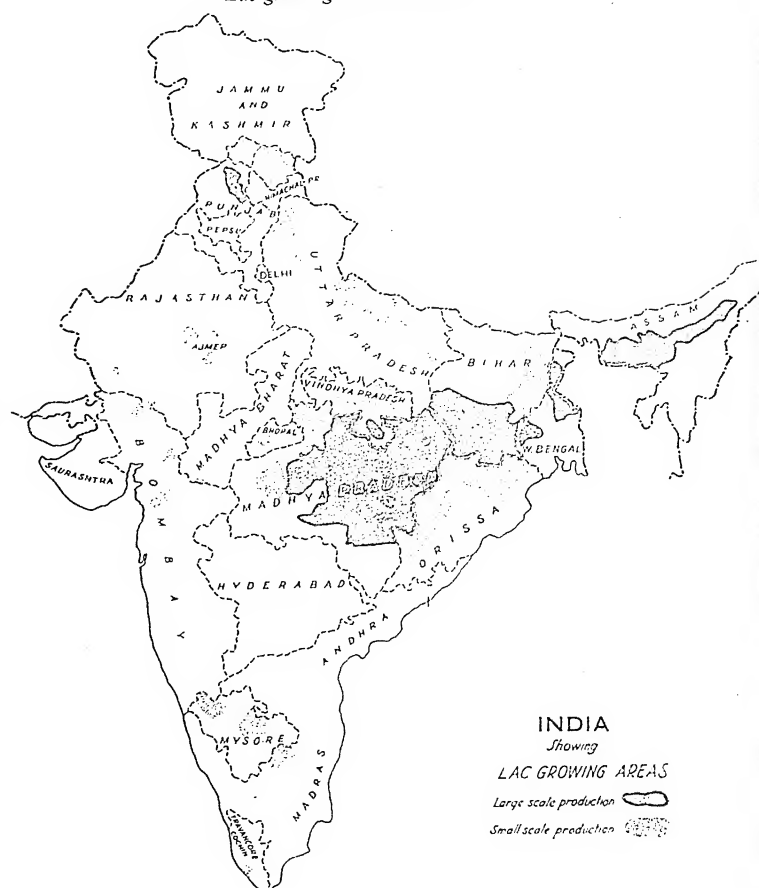 JAMMU
AND
KASHMIR
HIMACHAL PR
PUNJAB
PEPSU
DELHI
UTTAR PRADESH
RAJASTHAN
AJMER
ASSAM
BIHAR
MADHYA BHARAT
VINDHYA PRADESH
BHOPAL
W. BENGAL
SAURASHTRA
BOMBAY
MADHYA PRADESH
ORISSA
HYDERABAD
ANDHRA
MYSORE
MADRAS
TRAVANCORE
COCHIN
INDIA
Showing
LAC GROWING AREAS
Large scale production
Small scale production